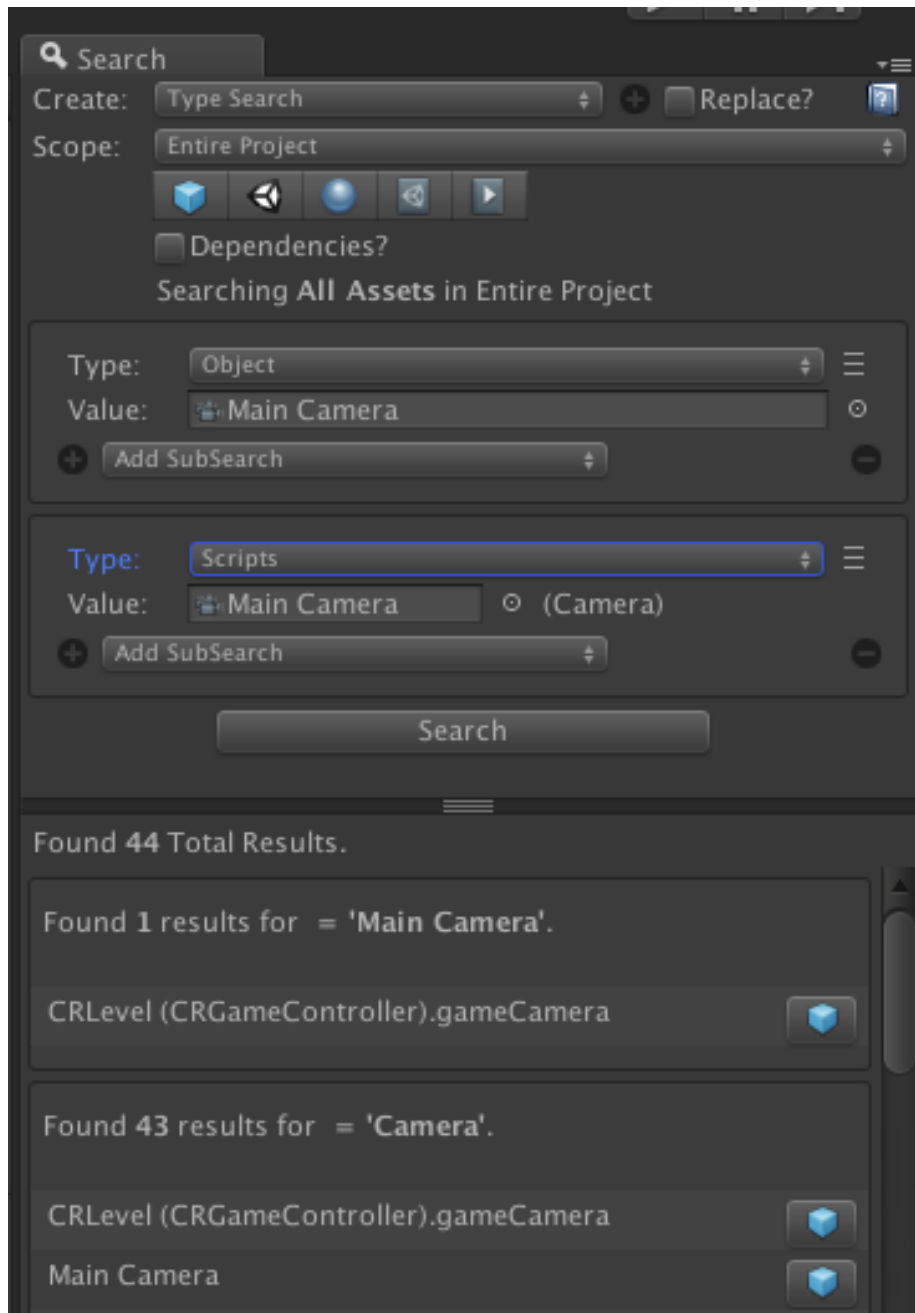 Search
Create: Type Search Replace?
Scope: Entire Project
Dependencies?
Searching All Assets in Entire Project
Type: Object
Value: Main Camera
Add SubSearch
Type: Scripts
Value: Main Camera (Camera)
Add SubSearch
Search
Found 44 Total Results.
Found 1 results for = 'Main Camera'.
CRLevel (CRGameController).gameCamera
Found 43 results for = 'Camera'.
CRLevel (CRGameController).gameCamera
Main Camera